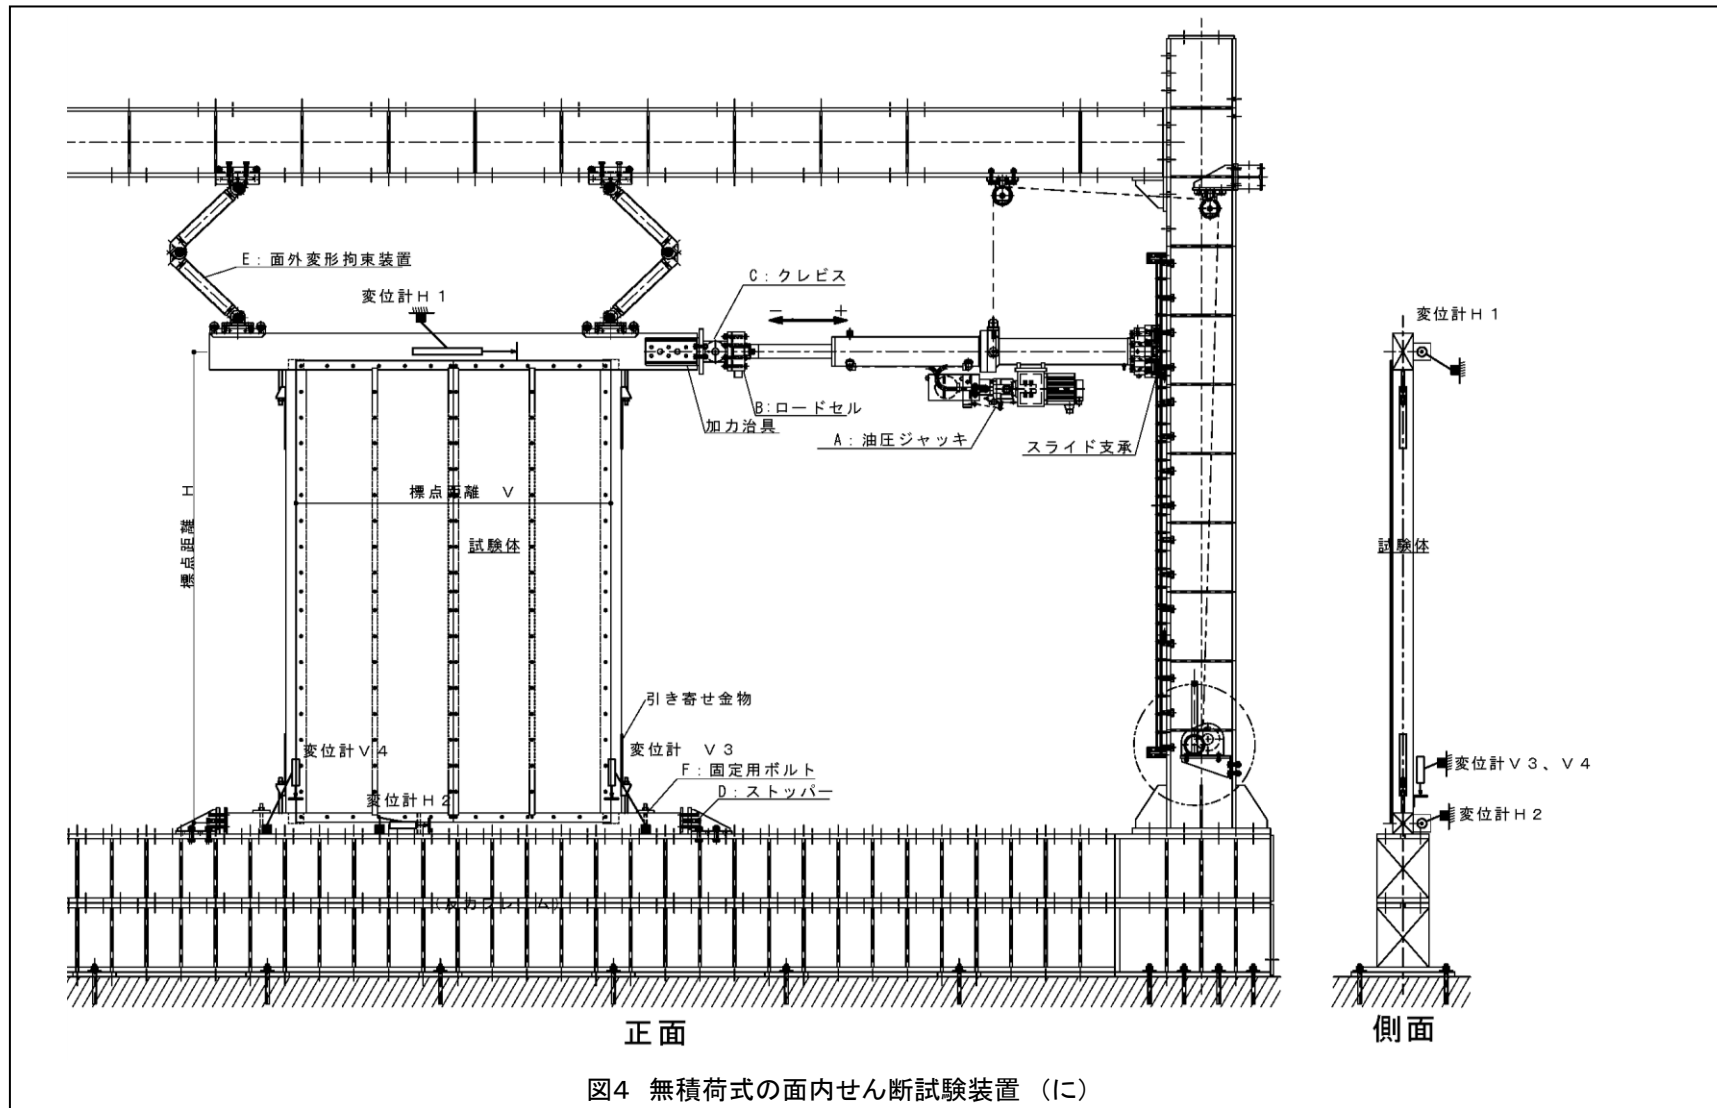 E：面外変形拘束装置
変位計H1
C：クレビス
－ ＋
変位計H1
B：ロードセル
加力治具
A：油圧ジャッキ
スライド支承
標点距離 V
標点距離 H
試験体
試験体
引き寄せ金物
変位計V4
変位計 V3
F：固定用ボルト
D：ストッパー
変位計H2
変位計V3、V4
変位計H2
(反力フレーム)
正面
側面
図4 無積荷式の面内せん断試験装置 （に）